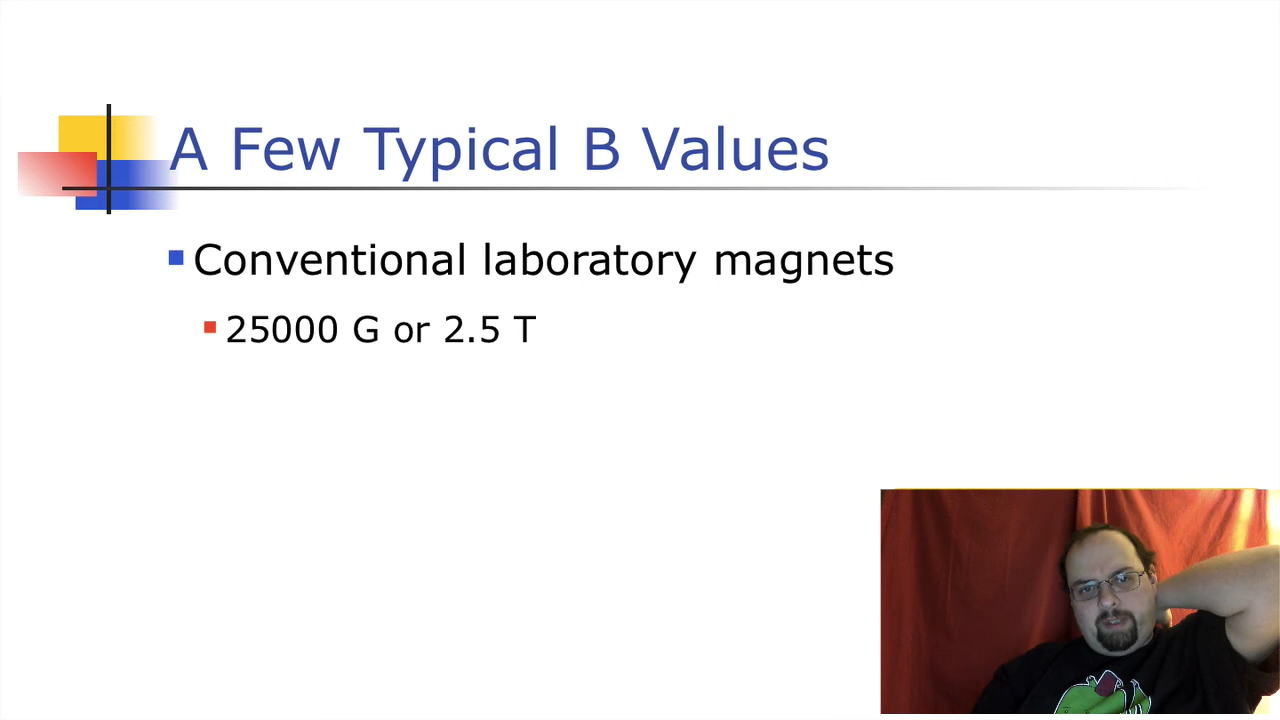 A Few Typical B Values
Conventional laboratory magnets
25000 G or 2.5 T